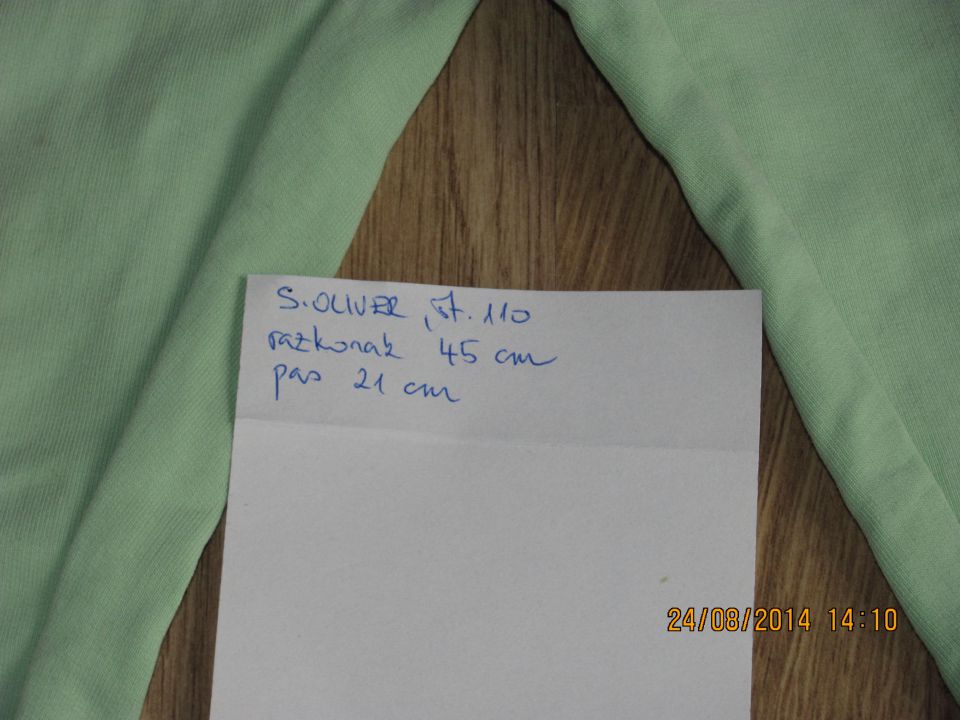 S.OLIVER, št. 110
razkorak 45 cm
pas 21 cm
24/08/2014 14:10